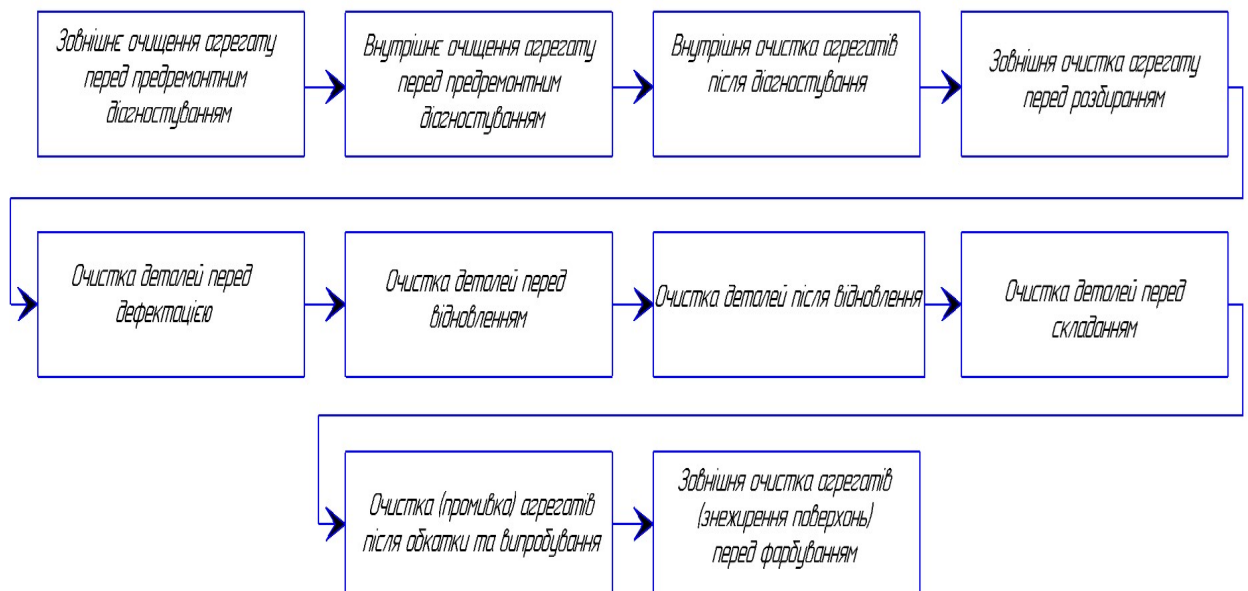 Зовнішнє очищення агрегату
перед предремонтним
діагностуванням
Внутрішнє очищення агрегату
перед предремонтним
діагностуванням
Внутрішня очистка агрегатів
після діагностування
Зовнішня очистка агрегату
перед розбиранням
Очистка деталей перед
дефектацією
Очистка деталей перед
відновленням
Очистка деталей після відновлення
Очистка деталей перед
складанням
Очистка (промивка) агрегатів
після обкатки та випробування
Зовнішня очистка агрегатів
(знежирення поверхонь)
перед фарбуванням